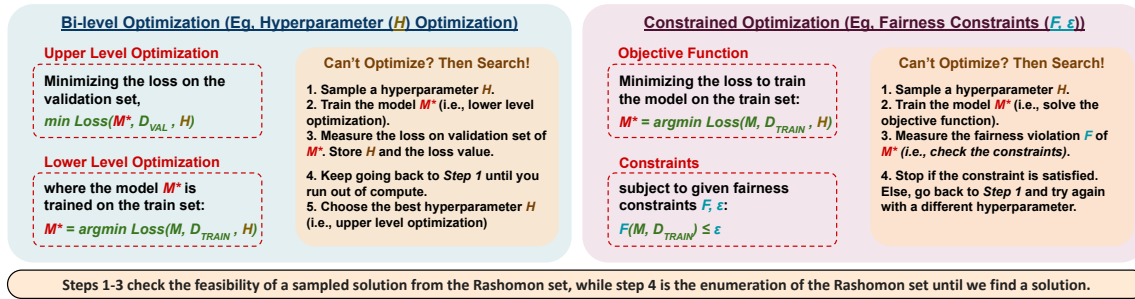 Bi-level Optimization (Eg, Hyperparameter (H) Optimization)
Upper Level Optimization
Minimizing the loss on the
validation set,
min Loss(M*, D_VAL , H)
Lower Level Optimization
where the model M* is
trained on the train set:
M* = argmin Loss(M, D_TRAIN , H)
Can't Optimize? Then Search!
1. Sample a hyperparameter H.
2. Train the model M* (i.e., lower level
optimization).
3. Measure the loss on validation set of
M*. Store H and the loss value.
4. Keep going back to Step 1 until you
run out of compute.
5. Choose the best hyperparameter H
(i.e., upper level optimization)
Constrained Optimization (Eg, Fairness Constraints (F, ε))
Objective Function
Minimizing the loss to train
the model on the train set:
M* = argmin Loss(M, D_TRAIN , H)
Constraints
subject to given fairness
constraints F, ε:
F(M, D_TRAIN) ≤ ε
Can't Optimize? Then Search!
1. Sample a hyperparameter H.
2. Train the model M* (i.e., solve the
objective function).
3. Measure the fairness violation F of
M* (i.e., check the constraints).
4. Stop if the constraint is satisfied.
Else, go back to Step 1 and try again
with a different hyperparameter.
Steps 1-3 check the feasibility of a sampled solution from the Rashomon set, while step 4 is the enumeration of the Rashomon set until we find a solution.